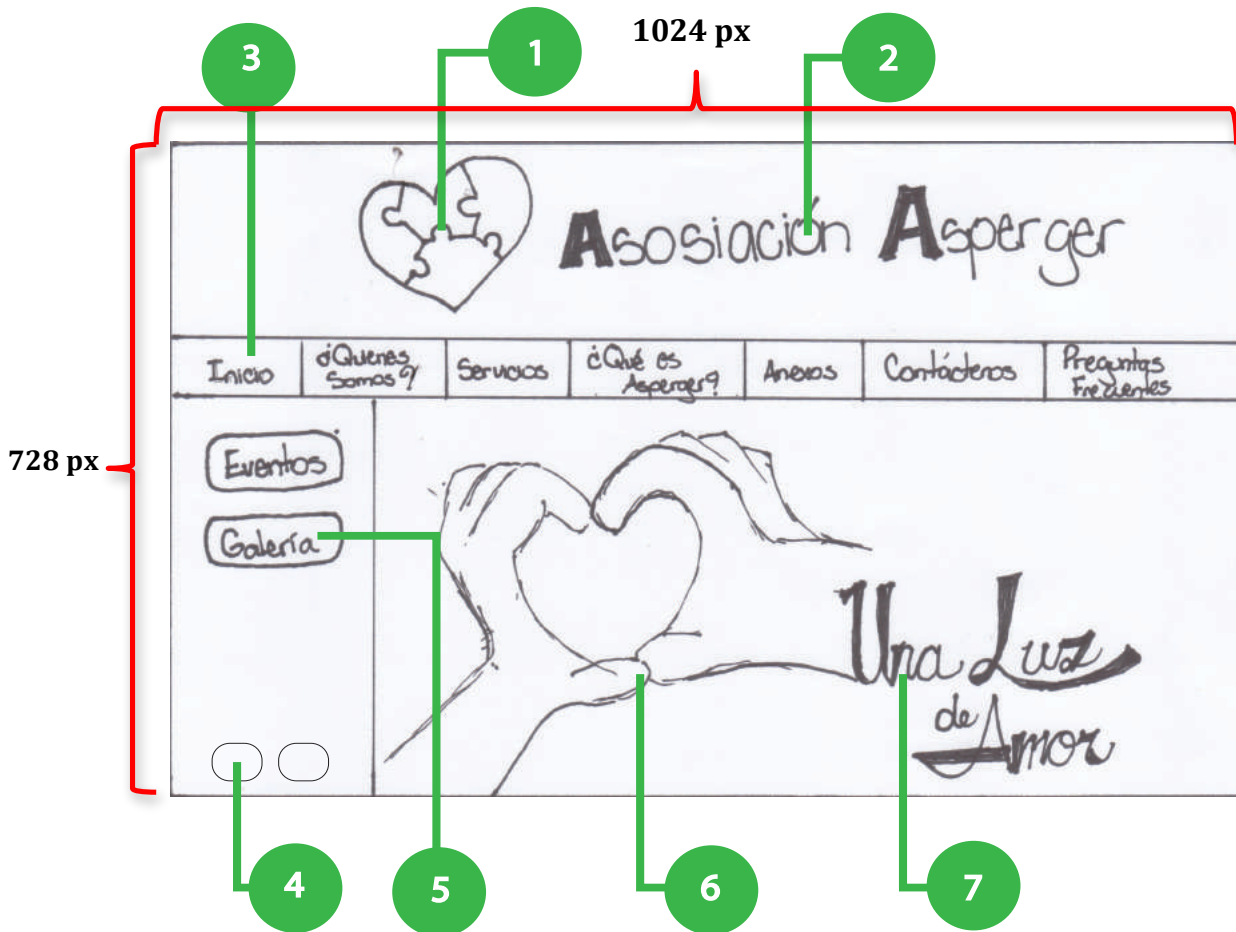 1024 px
3
1
2
Asosiación Asperger
Inicio
¿Quienes Somos?
Servicios
¿Qué es Asperger?
Anexos
Contácteros
Preguntas Frecuentes
728 px
Eventos
Galería
Una Luz
de Amor
4
5
6
7